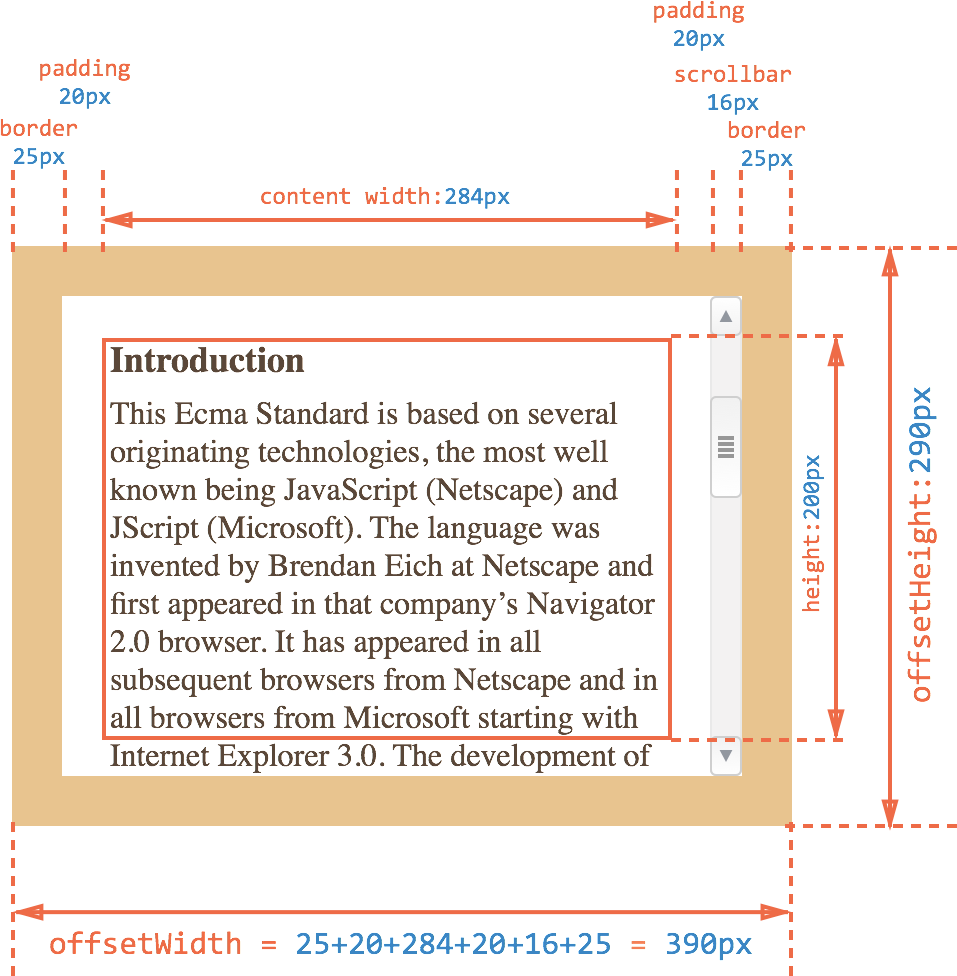 padding
20px
scrollbar
16px
border
25px
padding
20px
border
25px
content width:284px
Introduction
This Ecma Standard is based on several
originating technologies, the most well
known being JavaScript (Netscape) and
JScript (Microsoft). The language was
invented by Brendan Eich at Netscape and
first appeared in that company’s Navigator
2.0 browser. It has appeared in all
subsequent browsers from Netscape and in
all browsers from Microsoft starting with
Internet Explorer 3.0. The development of
height:200px
offsetHeight:290px
offsetWidth = 25+20+284+20+16+25 = 390px